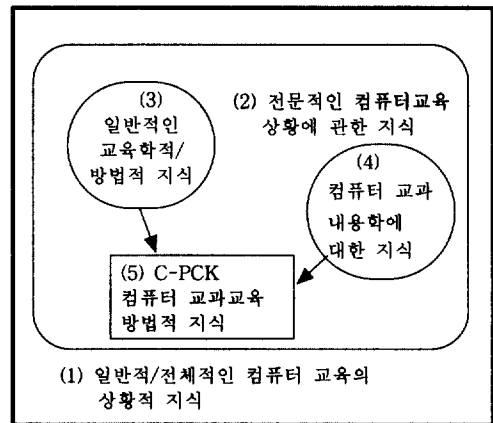 (3)
일반적인
교육학적/
방법적 지식
(2) 전문적인 컴퓨터교육
상황에 관한 지식
(4)
컴퓨터 교과
내용학에
대한 지식
(5) C-PCK
컴퓨터 교과교육
방법적 지식
(1) 일반적/전체적인 컴퓨터 교육의
상황적 지식